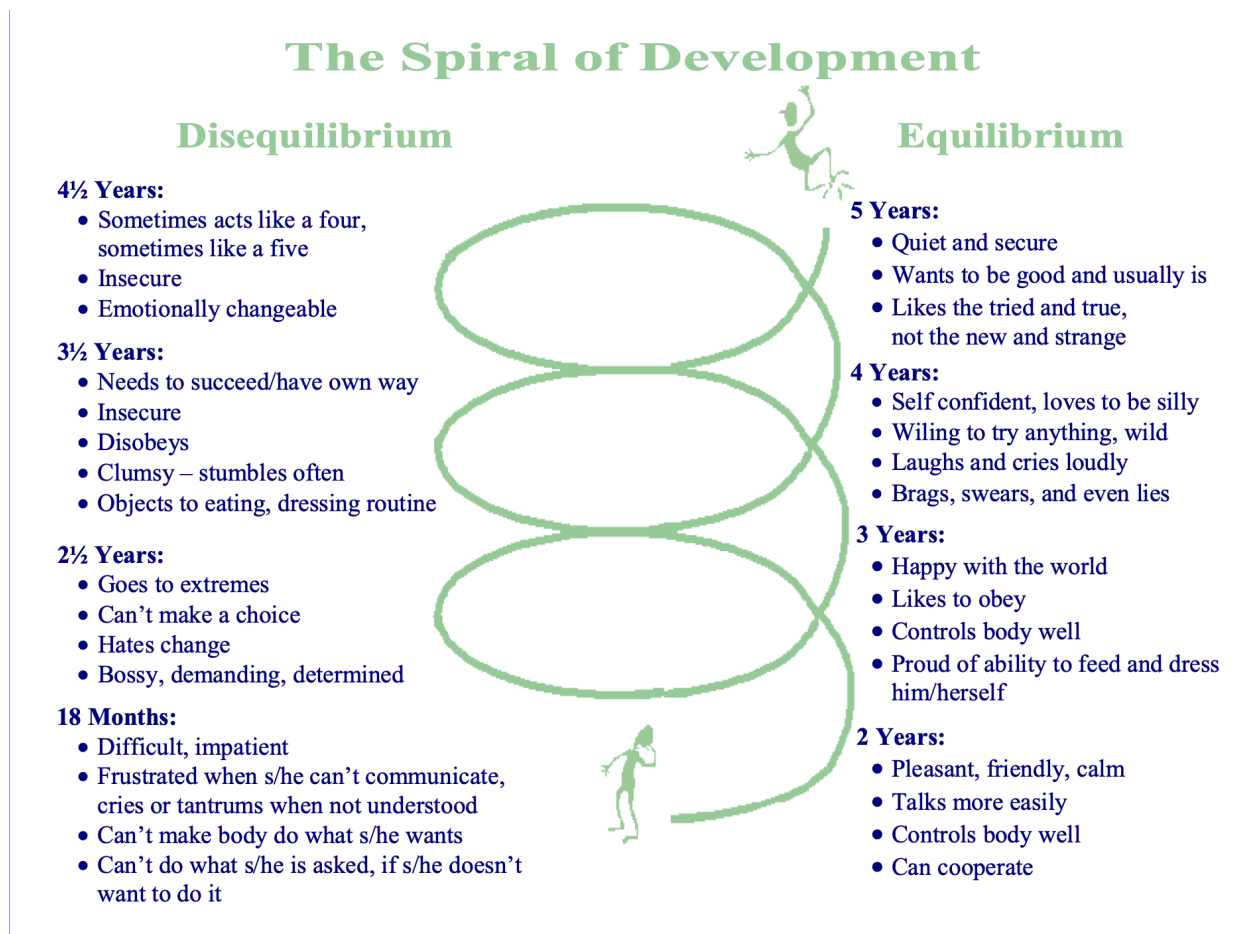 The Spiral of Development
Disequilibrium
4½ Years:
• Sometimes acts like a four,
sometimes like a five
• Insecure
• Emotionally changeable
3½ Years:
• Needs to succeed/have own way
• Insecure
• Disobeys
• Clumsy – stumbles often
• Objects to eating, dressing routine
2½ Years:
• Goes to extremes
• Can’t make a choice
• Hates change
• Bossy, demanding, determined
18 Months:
• Difficult, impatient
• Frustrated when s/he can’t communicate,
cries or tantrums when not understood
• Can’t make body do what s/he wants
• Can’t do what s/he is asked, if s/he doesn’t
want to do it
Equilibrium
5 Years:
• Quiet and secure
• Wants to be good and usually is
• Likes the tried and true,
not the new and strange
4 Years:
• Self confident, loves to be silly
• Wiling to try anything, wild
• Laughs and cries loudly
• Brags, swears, and even lies
3 Years:
• Happy with the world
• Likes to obey
• Controls body well
• Proud of ability to feed and dress
him/herself
2 Years:
• Pleasant, friendly, calm
• Talks more easily
• Controls body well
• Can cooperate